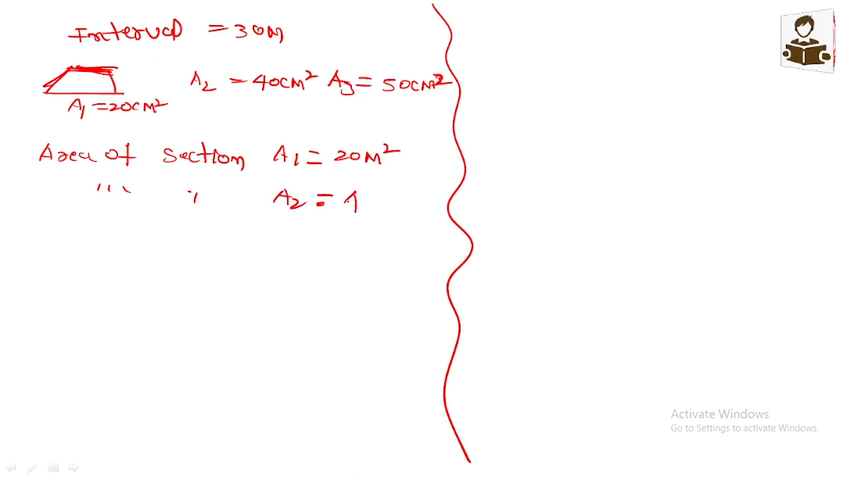 Interval = 30M
A2 = 40cm² A3 = 50cm²
A1 = 20cm²
Area of Section A1 = 20M²
"' " A2 = 1
Activate Windows
Go to Settings to activate Windows.